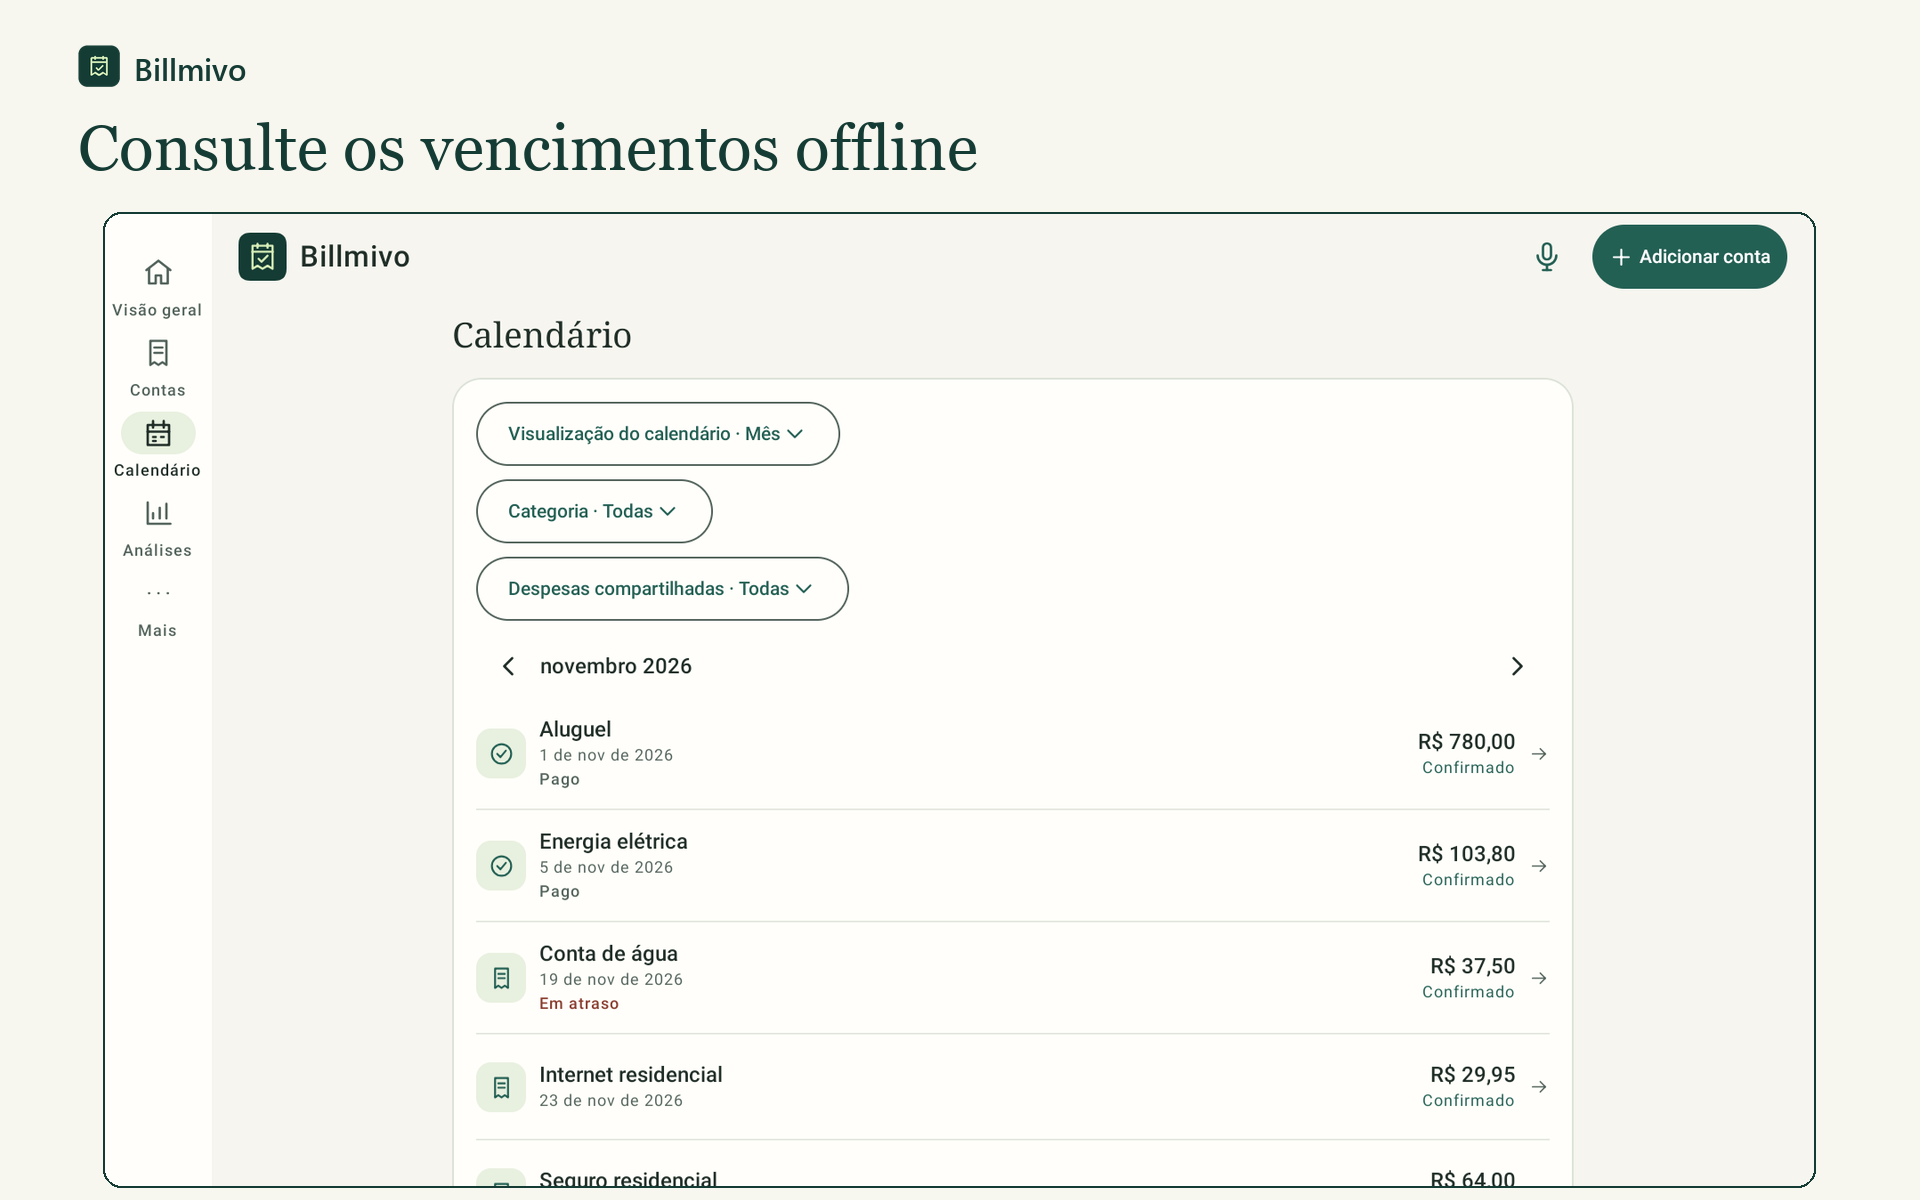 Billmivo
Consulte os vencimentos offline
Billmivo
Adicionar conta
Visão geral
Contas
Calendário
Análises
Mais
Calendário
Visualização do calendário · Mês
Categoria · Todas
Despesas compartilhadas · Todas
novembro 2026
Aluguel
1 de nov de 2026
Pago
R$ 780,00
Confirmado
Energia elétrica
5 de nov de 2026
Pago
R$ 103,80
Confirmado
Conta de água
19 de nov de 2026
Em atraso
R$ 37,50
Confirmado
Internet residencial
23 de nov de 2026
R$ 29,95
Confirmado
Seguro residencial
R$ 64,00